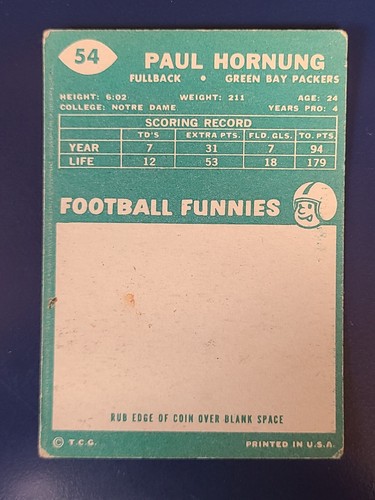 54 PAUL HORNUNG
FULLBACK • GREEN BAY PACKERS
HEIGHT: 6:02 WEIGHT: 211 AGE: 24
COLLEGE: NOTRE DAME YEARS PRO: 4
SCORING RECORD
TD'S EXTRA PTS. FLD. GLS. TO. PTS.
YEAR 7 31 7 94
LIFE 12 53 18 179
FOOTBALL FUNNIES
RUB EDGE OF COIN OVER BLANK SPACE
© T.C.G. PRINTED IN U.S.A.